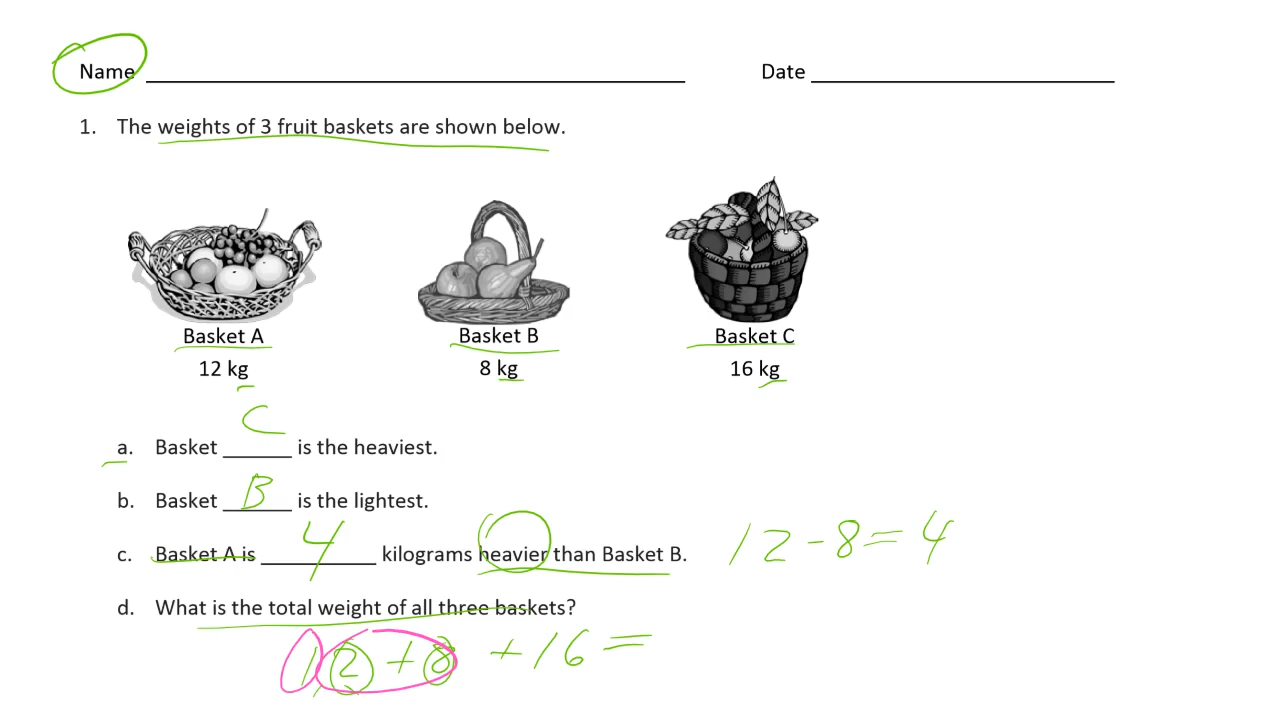 Name ____________ Date ____________
1. The weights of 3 fruit baskets are shown below.
Basket A Basket B Basket C
12 kg 8 kg 16 kg
a. Basket C is the heaviest.
b. Basket B is the lightest.
c. Basket A is 4 kilograms heavier than Basket B. 12 - 8 = 4
d. What is the total weight of all three baskets?
12 + 8 + 16 =